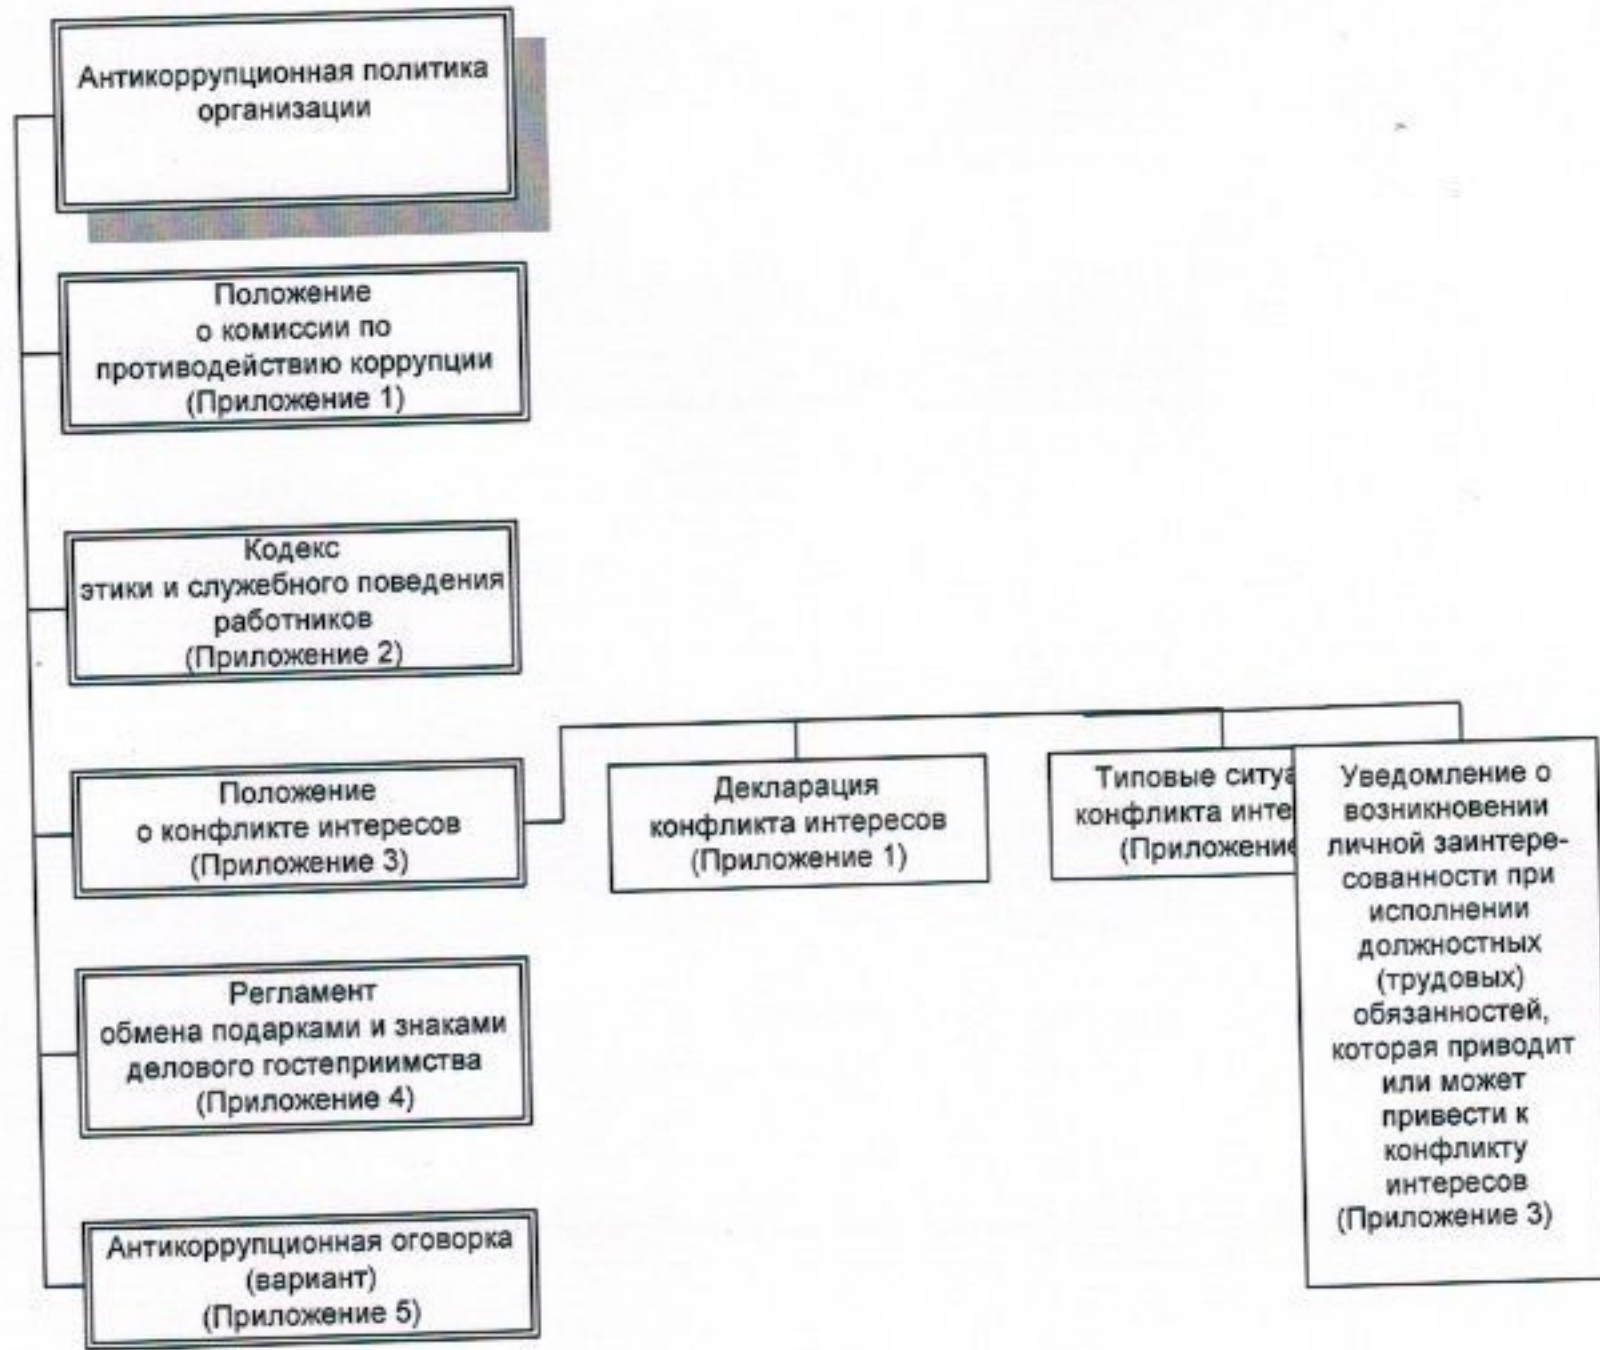 Антикоррупционная политика
организации
Положение
о комиссии по
противодействию коррупции
(Приложение 1)
Кодекс
этики и служебного поведения
работников
(Приложение 2)
Положение
о конфликте интересов
(Приложение 3)
Декларация
конфликта интересов
(Приложение 1)
Типовые
конфликта
(Приложение
Уведомление о
возникновении
личной заинтере-
сованности при
исполнении
должностных
(трудовых)
обязанностей,
которая приводит
или может
привести к
конфликту
интересов
(Приложение 3)
Регламент
обмена подарками и знаками
делового гостеприимства
(Приложение 4)
Антикоррупционная оговорка
(вариант)
(Приложение 5)